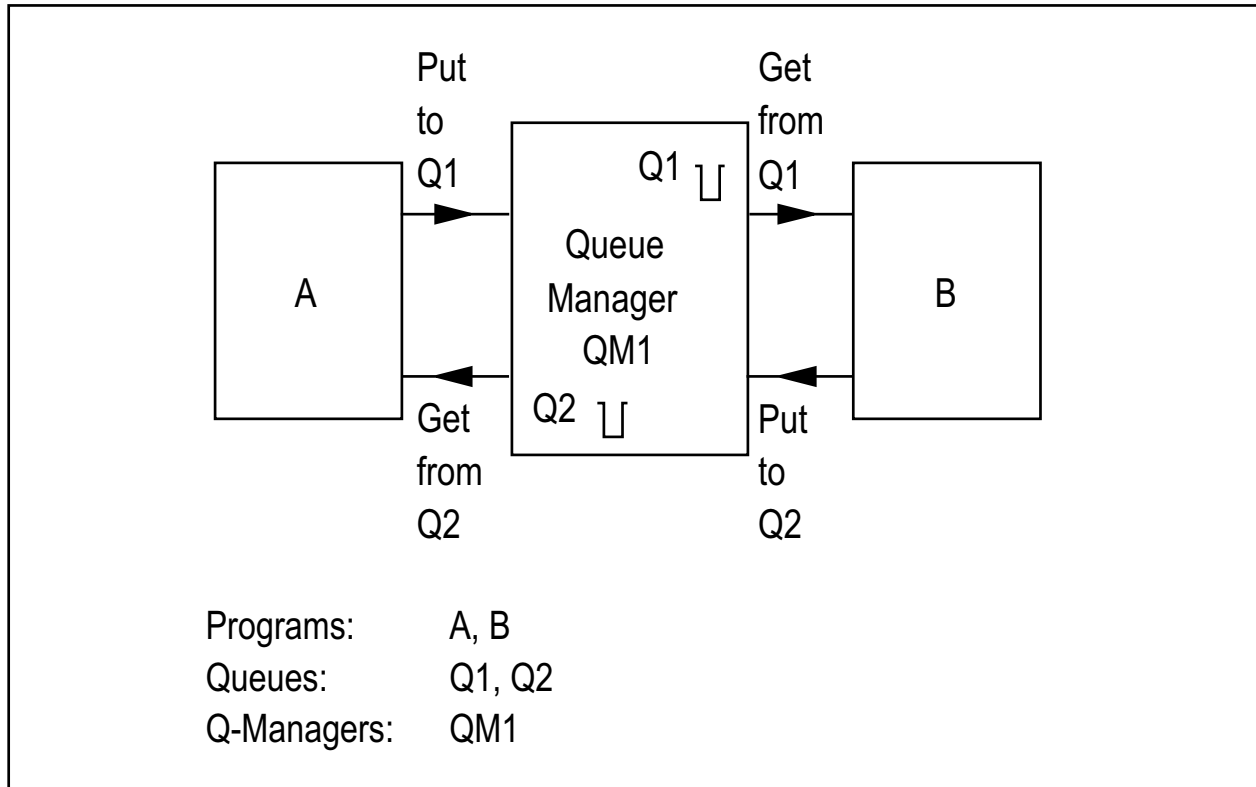 Put
to
Q1
Get
from
Q1
Q1
A
Queue
Manager
QM1
B
Q2
Get
from
Q2
Put
to
Q2
Programs: A, B
Queues: Q1, Q2
Q-Managers: QM1